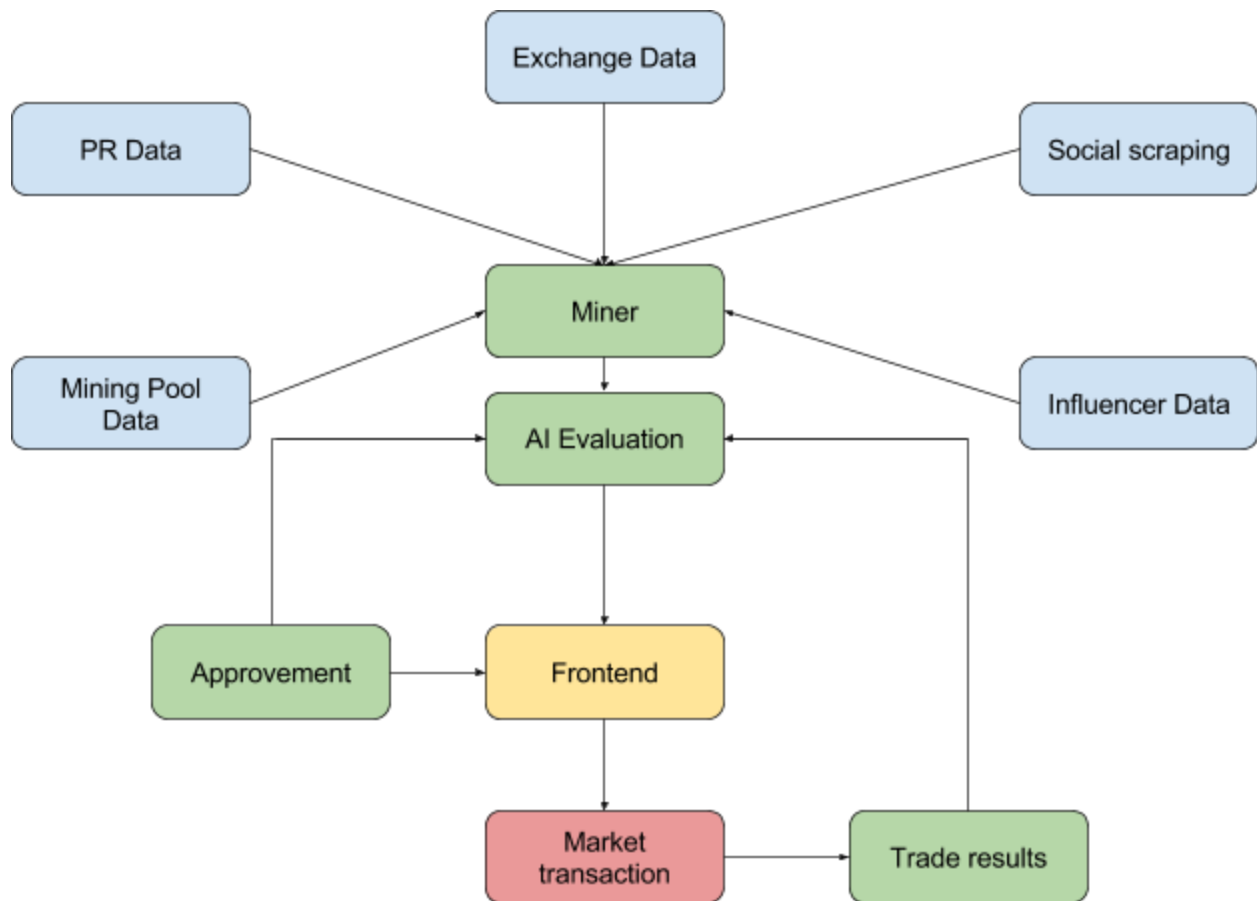 Exchange Data
PR Data
Social scraping
Miner
Mining Pool
Data
Influencer Data
AI Evaluation
Approvement
Frontend
Market
transaction
Trade results